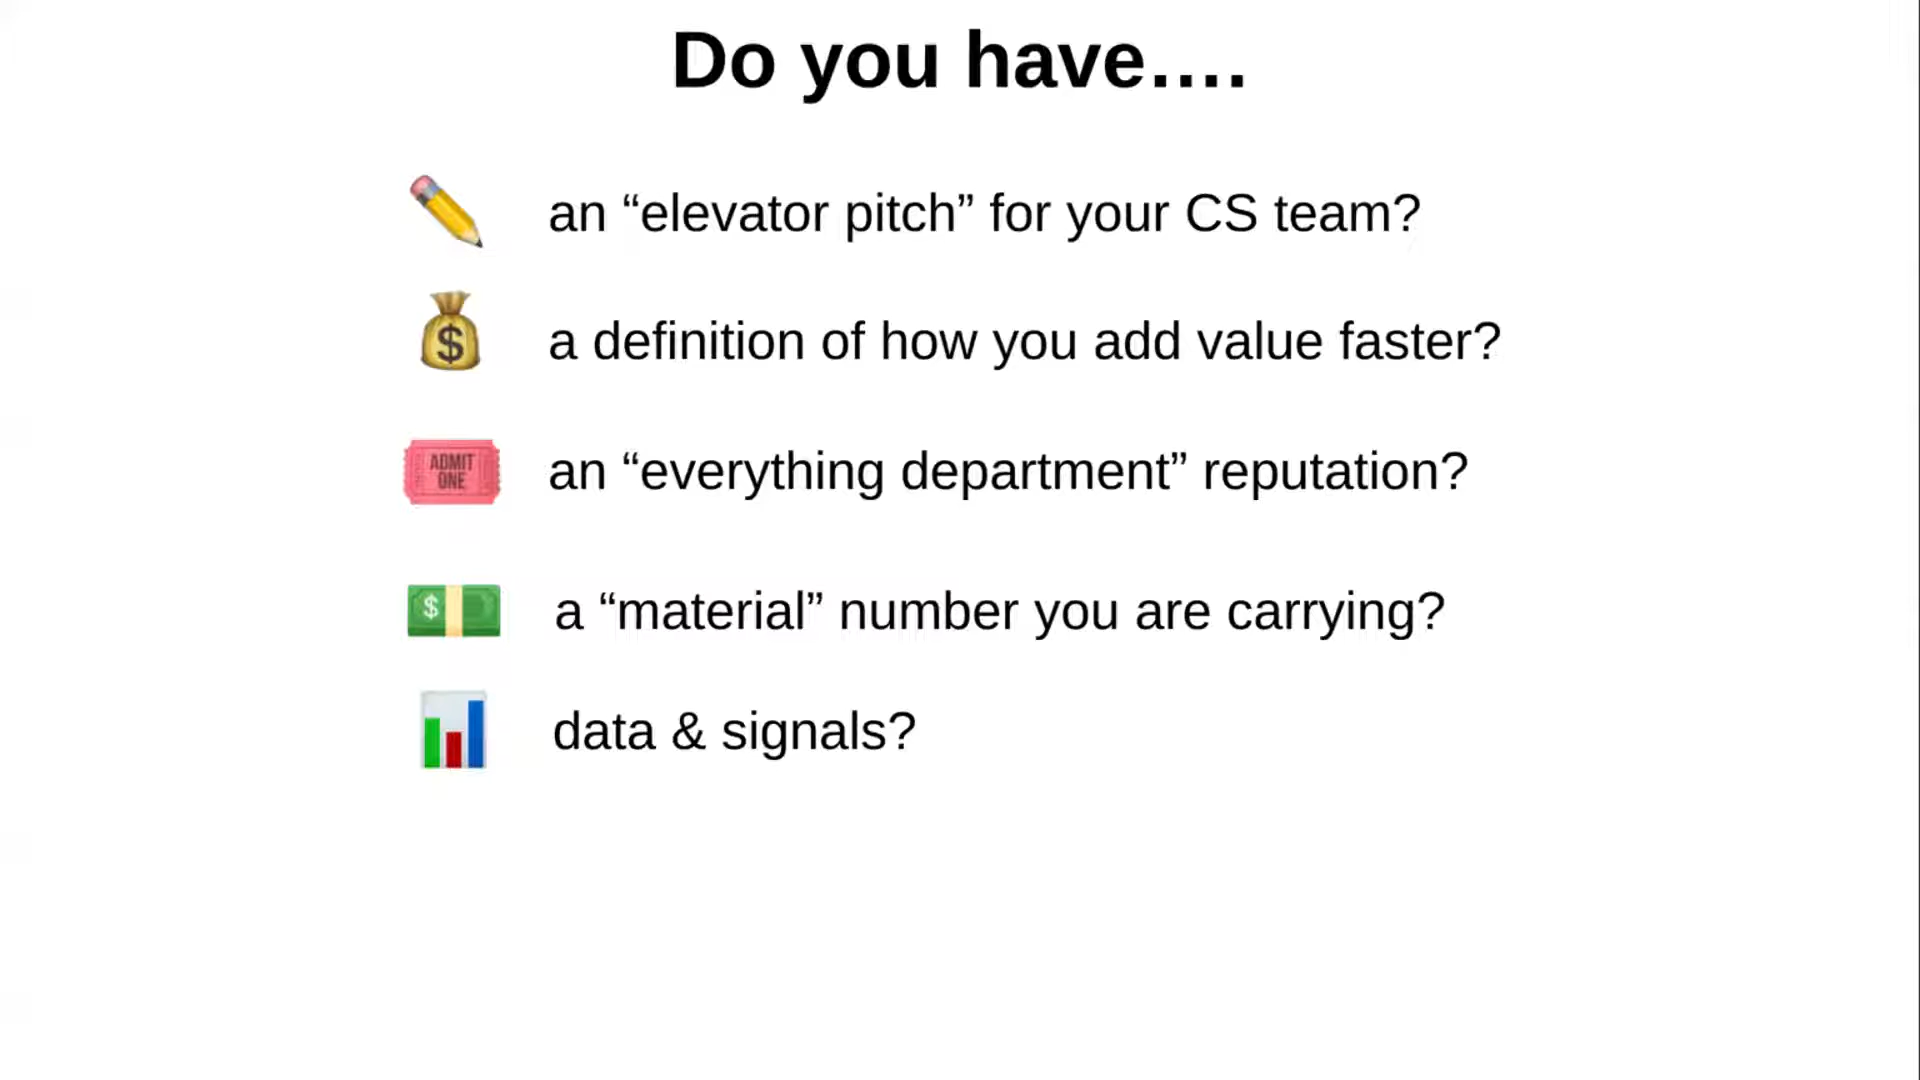 Do you have....
an “elevator pitch” for your CS team?
$
a definition of how you add value faster?
ADMIT
ONE
an “everything department” reputation?
$
a “material” number you are carrying?
data & signals?